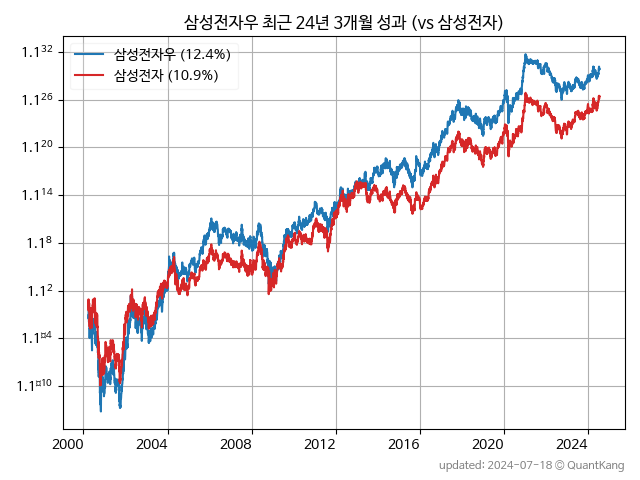 삼성전자우 최근 24년 3개월 성과 (vs 삼성전자)
삼성전자우 (12.4%)
삼성전자 (10.9%)
1.1³²
1.1²⁶
1.1²⁰
1.1¹⁴
1.1⁸
1.1²
1.1¤⁴
1.1¤¹⁰
2000 2004 2008 2012 2016 2020 2024
updated: 2024-07-18 © QuantKang